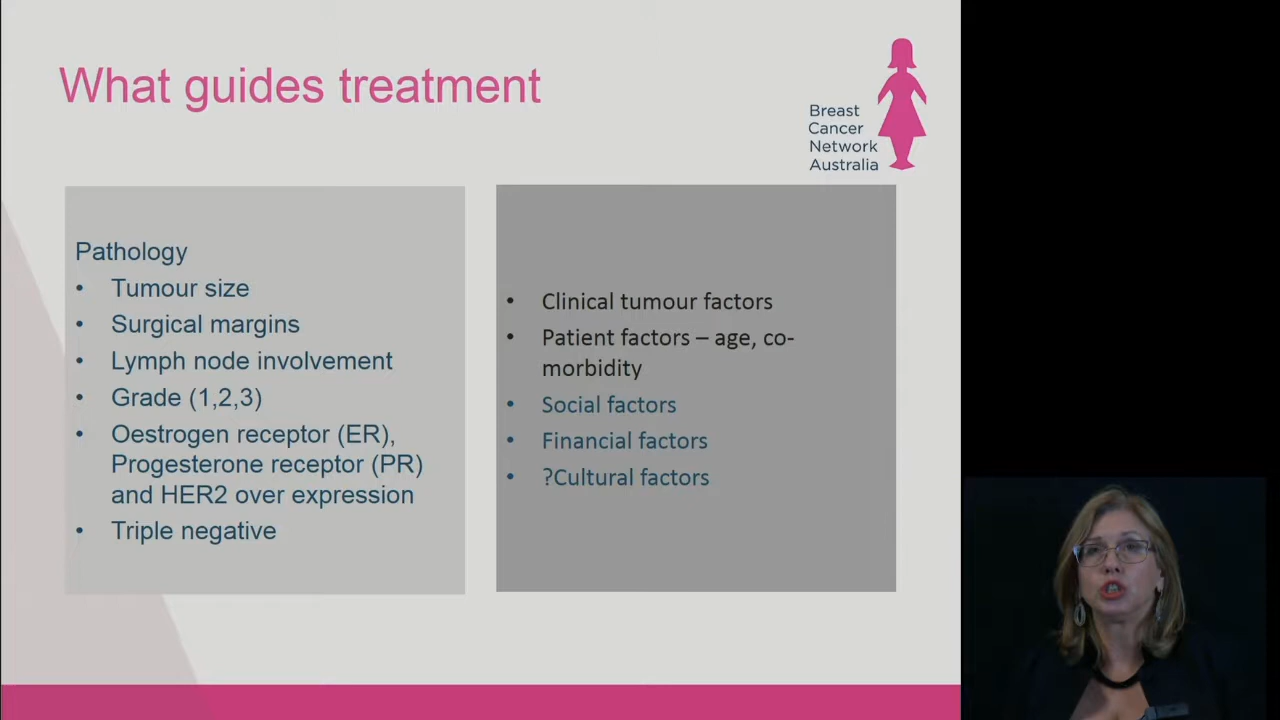 What guides treatment
Breast
Cancer
Network
Australia
Pathology
• Tumour size
• Surgical margins
• Lymph node involvement
• Grade (1,2,3)
• Oestrogen receptor (ER),
Progesterone receptor (PR)
and HER2 over expression
• Triple negative
• Clinical tumour factors
• Patient factors – age, co-
morbidity
• Social factors
• Financial factors
• ?Cultural factors